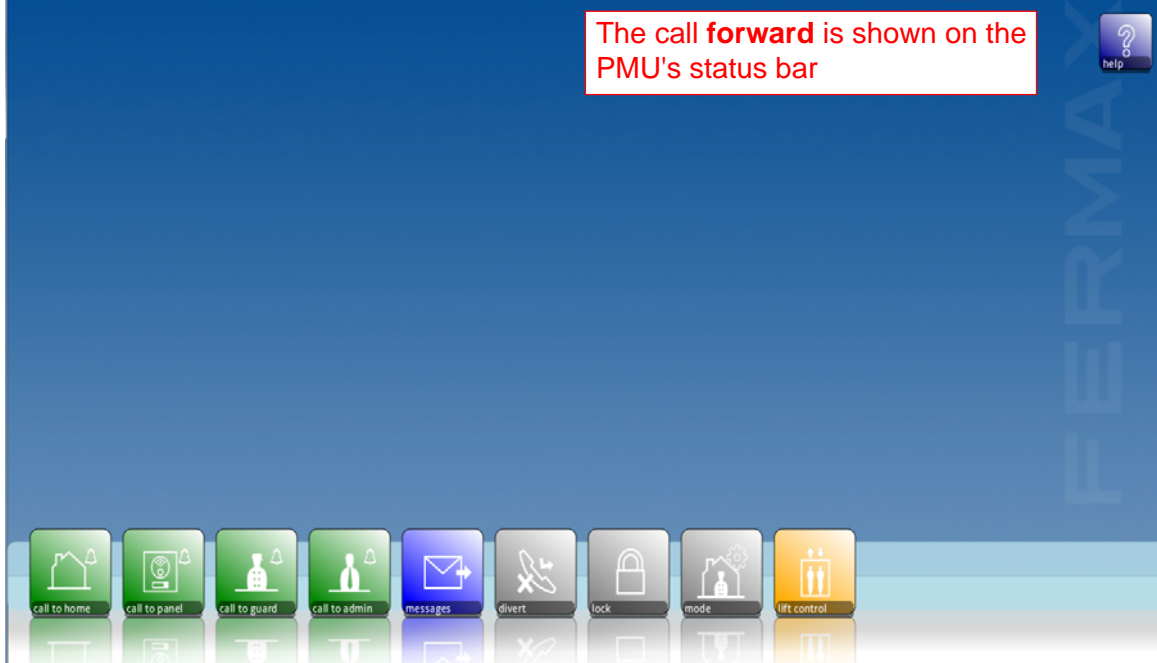 The call forward is shown on the
PMU's status bar
help
FERMAX
call to home
call to panel
call to guard
call to admin
messages
divert
lock
mode
lift control